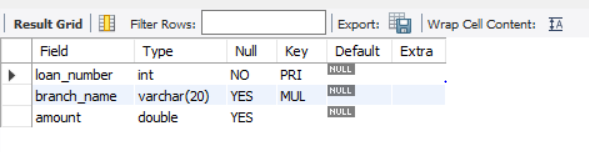 Result Grid Filter Rows: Export: Wrap Cell Content: IA
Field Type Null Key Default Extra
loan_number int NO PRI NULL
branch_name varchar(20) YES MUL NULL
amount double YES NULL